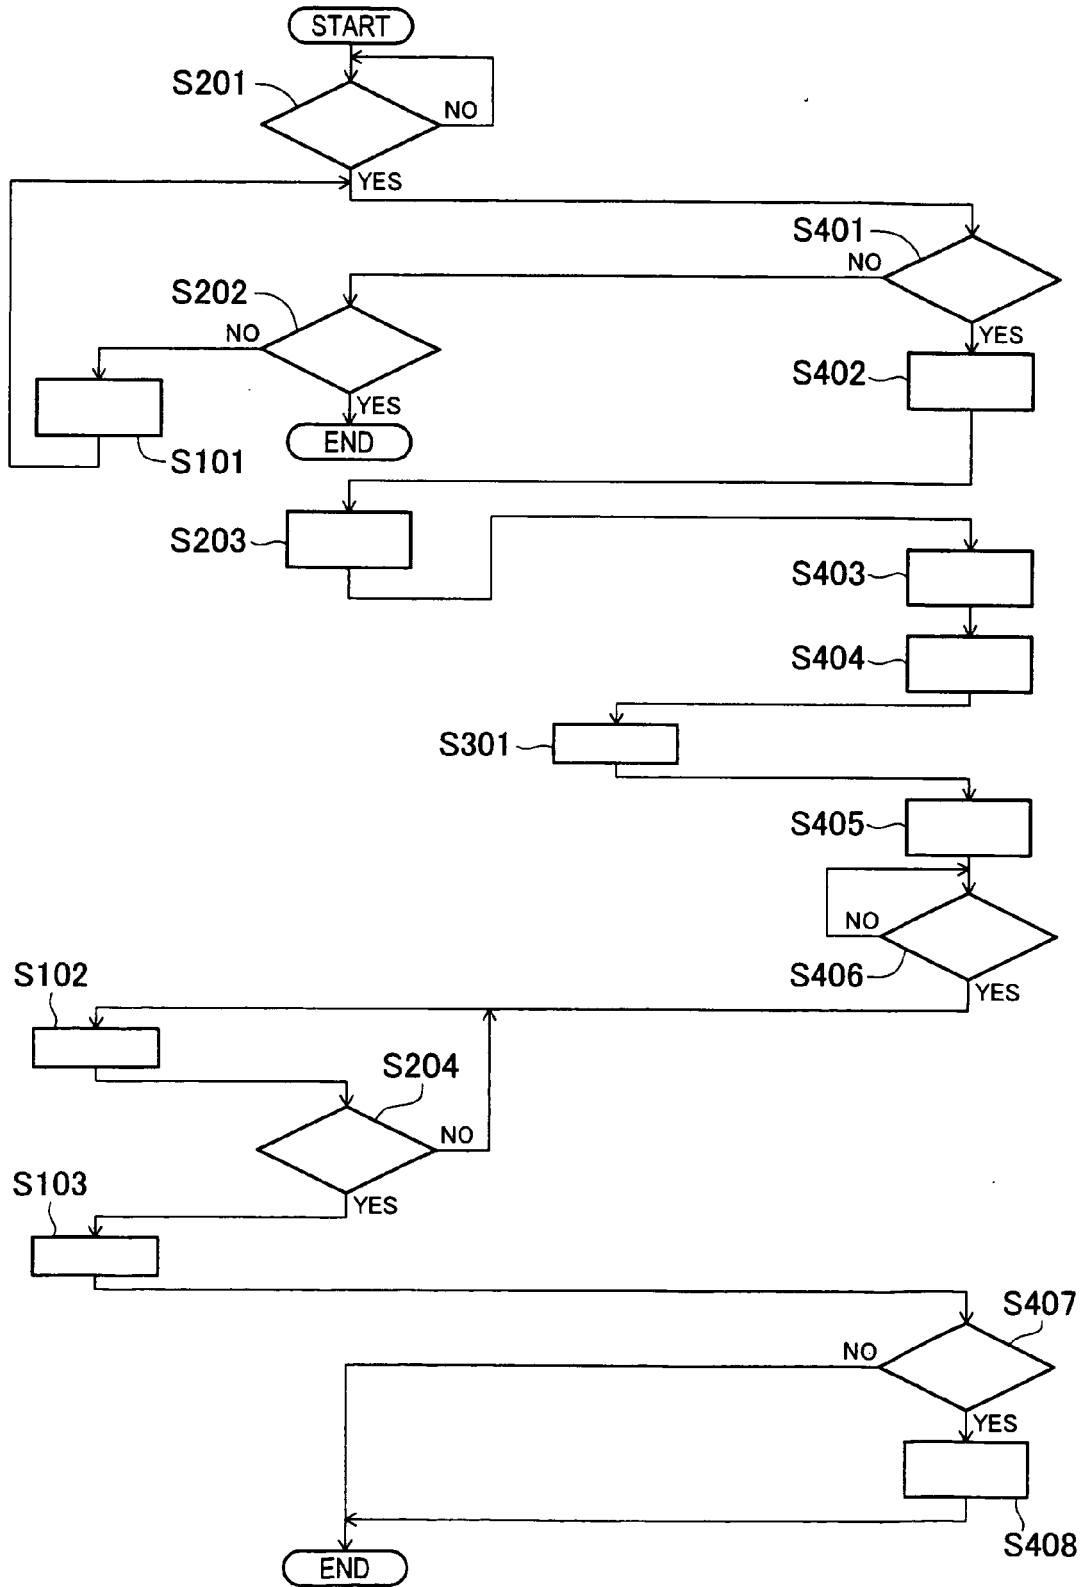 START
S201
NO
YES
S401
NO
YES
S202
NO
YES
S402
END
S101
S203
S403
S404
S301
S405
NO
S406
YES
S102
S204
NO
YES
S103
S407
NO
YES
S408
END